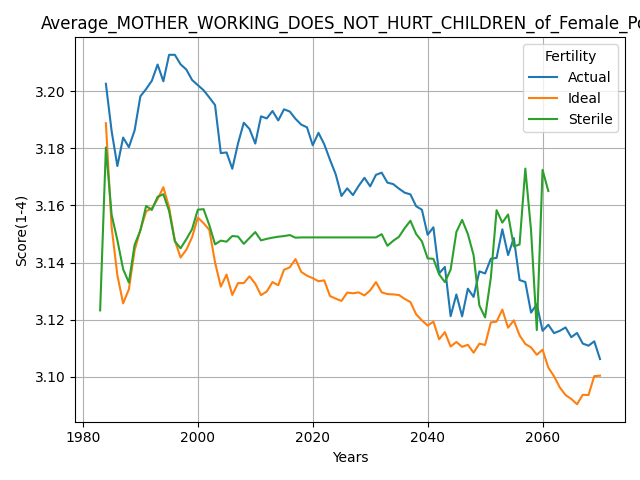 Average_MOTHER_WORKING_DOES_NOT_HURT_CHILDREN_of_Female_Po
Fertility
Actual
Ideal
Sterile
Score(1-4)
3.20
3.18
3.16
3.14
3.12
3.10
1980
2000
2020
2040
2060
Years